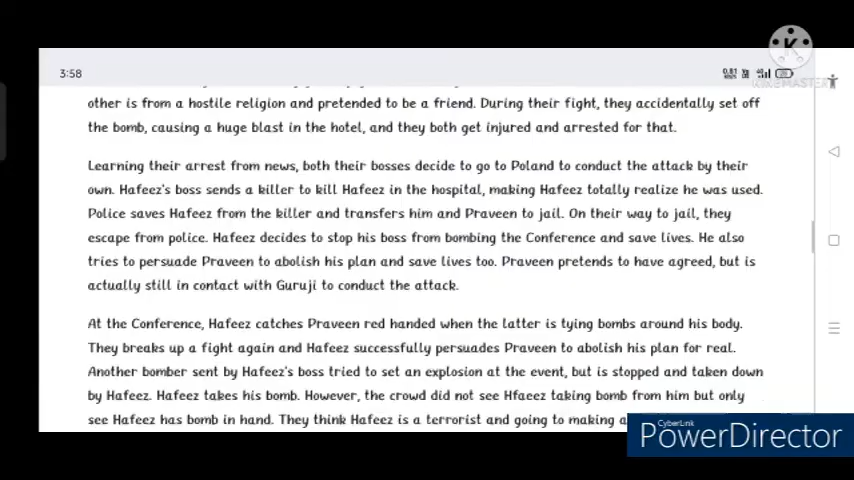 3:58
0.81
other is from a hostile religion and pretended to be a friend. During their fight, they accidentally set off
the bomb, causing a huge blast in the hotel, and they both get injured and arrested for that.
Learning their arrest from news, both their bosses decide to go to Poland to conduct the attack by their
own. Hafeez's boss sends a killer to kill Hafeez in the hospital, making Hafeez totally realize he was used.
Police saves Hafeez from the killer and transfers him and Praveen to jail. On their way to jail, they
escape from police. Hafeez decides to stop his boss from bombing the Conference and save lives. He also
tries to persuade Praveen to abolish his plan and save lives too. Praveen pretends to have agreed, but is
actually still in contact with Guruji to conduct the attack.
At the Conference, Hafeez catches Praveen red handed when the latter is tying bombs around his body.
They breaks up a fight again and Hafeez successfully persuades Praveen to abolish his plan for real.
Another bomber sent by Hafeez's boss tried to set an explosion at the event, but is stopped and taken down
by Hafeez. Hafeez takes his bomb. However, the crowd did not see Hfaeez taking bomb from him but only
see Hafeez has bomb in hand. They think Hafeez is a terrorist and going to making a
K
KINEMASTER
CyberLink
PowerDirector